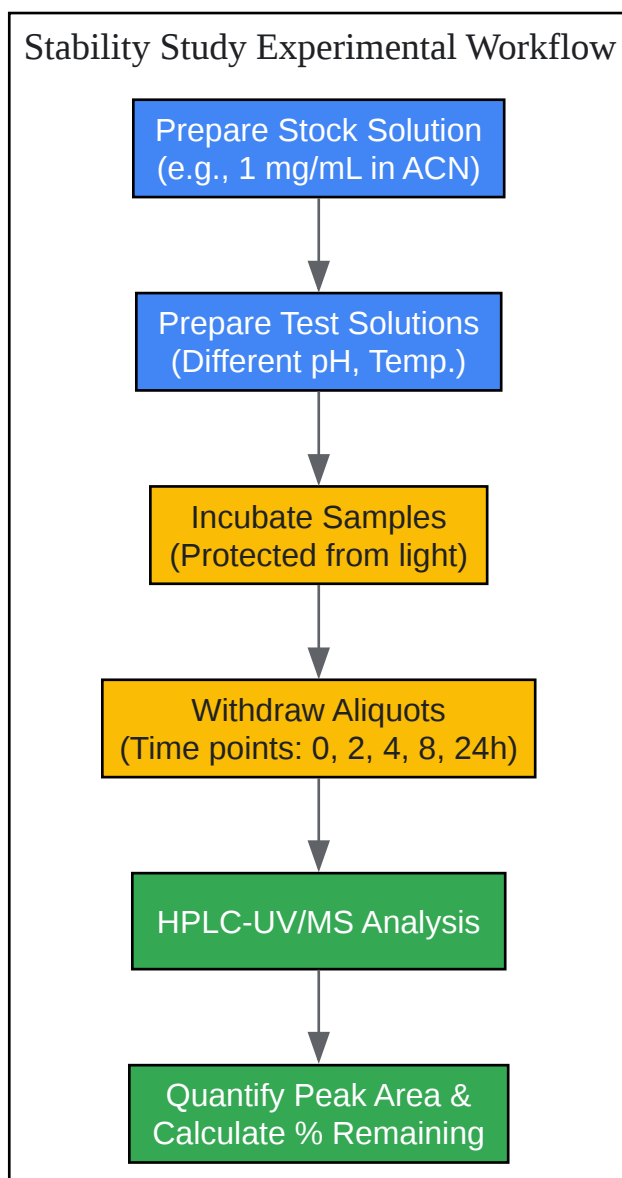 Stability Study Experimental Workflow
Prepare Stock Solution
(e.g., 1 mg/mL in ACN)
Prepare Test Solutions
(Different pH, Temp.)
Incubate Samples
(Protected from light)
Withdraw Aliquots
(Time points: 0, 2, 4, 8, 24h)
HPLC-UV/MS Analysis
Quantify Peak Area &
Calculate % Remaining